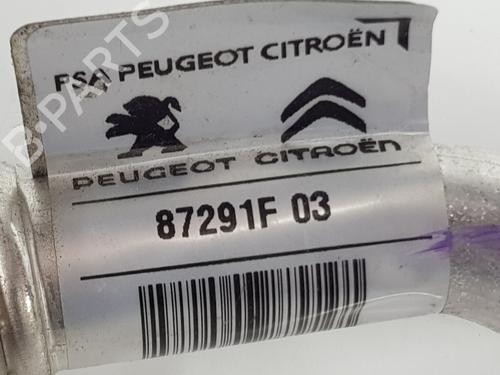 PSA PEUGEOT CITROËN
PEUGEOT CITROËN
87291F 03
B-PARTS